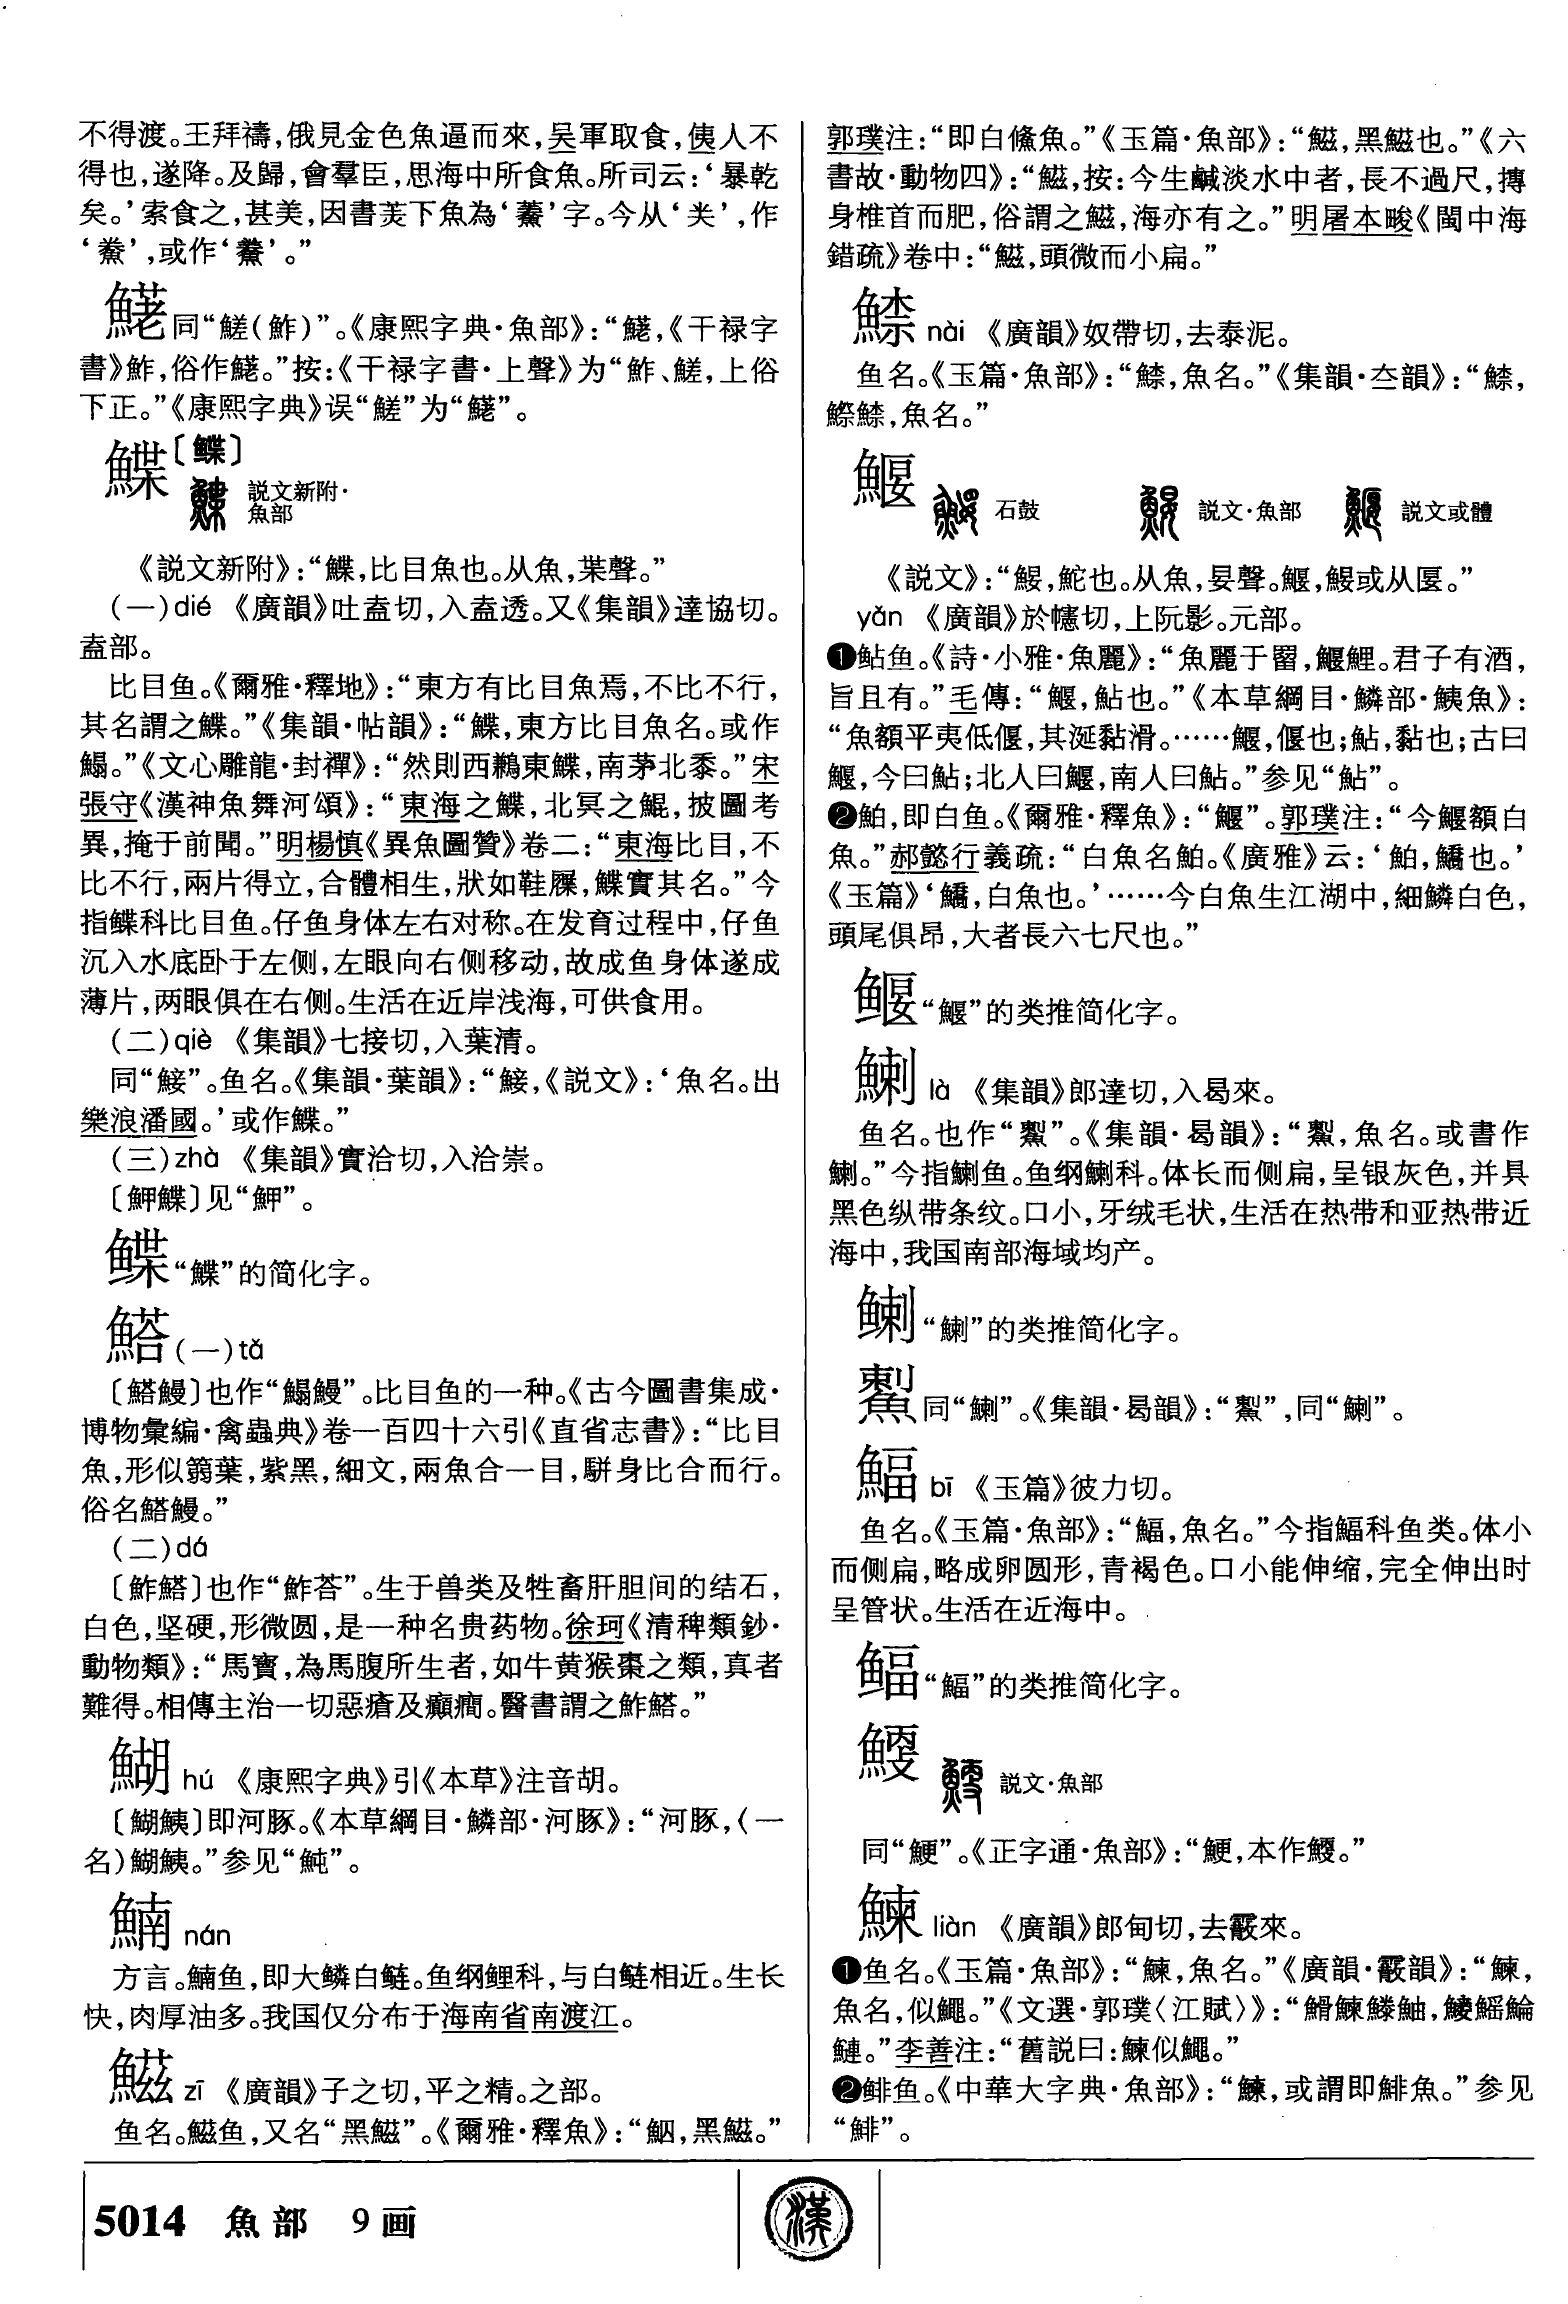 不得渡。王拜禱,俄見金色魚逼而來,吴軍取食,侇人不
得也,遂降。及歸,會羣臣,思海中所食魚。所司云:‘暴乾
矣。’索食之,甚美,因書美下魚為‘鮝’字。今从‘关’,作
‘鮝’,或作‘鯗’。”
同“鮺(鮓)”。《康熙字典·魚部》:“《干禄字
書》鮓,俗作。”按:《干禄字書·上聲》为“鮓、鮺,上俗
下正。”《康熙字典》误“鮺”为“”。
鰈〔鲽〕
説文新附·
魚部
《説文新附》:“鰈,比目魚也。从魚,枼聲。”
(一)dié 《廣韻》吐盍切,入盍透。又《集韻》達協切。
盍部。
比目鱼。《爾雅·釋地》:“東方有比目魚焉,不比不行,
其名謂之鰈。”《集韻·帖韻》:“鰈,東方比目魚名。或作
鰨。”《文心雕龍·封禪》:“然則西鶼東鰈,南茅北黍。”宋
張守《漢神魚舞河頌》:“東海之鰈,北冥之鯤,披圖考
異,掩于前聞。”明楊慎《異魚圖贊》卷二:“東海比目,不
比不行,兩片得立,合體相生,狀如鞋屧,鰈實其名。”今
指鲽科比目鱼。仔鱼身体左右对称。在发育过程中,仔鱼
沉入水底卧于左侧,左眼向右侧移动,故成鱼身体遂成
薄片,两眼俱在右侧。生活在近岸浅海,可供食用。
(二)qiè 《集韻》七接切,入葉清。
同“鯜”。鱼名。《集韻·葉韻》:“鯜,《説文》:‘魚名。出
樂浪潘國。’或作鰈。”
(三)zhà 《集韻》實洽切,入洽崇。
〔魻鰈〕见“魻”。
鲽“鰈”的简化字。
鰪(一)tǎ
〔鮙鰻〕也作“鰨鰻”。比目鱼的一种。《古今圖書集成·
博物彙編·禽蟲典》卷一百四十六引《直省志書》:“比目
魚,形似箬葉,紫黑,細文,兩魚合一目,駢身比合而行。
俗名鰻。”
(二)dá
〔鮓〕也作“鮓荅”。生于兽类及牲畜肝胆间的结石,
白色,坚硬,形微圆,是一种名贵药物。徐珂《清稗類鈔·
動物類》:“馬寶,為馬腹所生者,如牛黄猴棗之類,真者
難得。相傳主治一切惡瘡及癲癇。醫書謂之鮓。”
鰗 hú 《康熙字典》引《本草》注音胡。
〔鰗鮧〕即河豚。《本草綱目·鱗部·河豚》:“河豚,〈一
名〉鰗鮧。”参见“魨”。
鯒 nán
方言。鱼,即大鳞白鲢。鱼纲鲤科,与白鲢相近。生长
快,肉厚油多。我国仅分布于海南省南渡江。
鰦 zī 《廣韻》子之切,平之精。之部。
鱼名。鰦鱼,又名“黑鰦”。《爾雅·釋魚》:“鮂,黑鰦。”
郭璞注:“即白鯈魚。”《玉篇·魚部》:“鰦,黑鰦也。”《六
書故·動物四》:“鰦,按:今生鹹淡水中者,長不過尺,摶
身椎首而肥,俗謂之鰦,海亦有之。”明屠本畯《閩中海
錯疏》卷中:“鰦,頭微而小扁。”
nài 《廣韻》奴帶切,去泰泥。
鱼名。《玉篇·魚部》:“魚名。”《集韻·夳韻》:“
魚名。”
鰋 石鼓 説文·魚部 説文或體
《説文》:“鮼也。从魚,妟聲。鰋,或从匽。”
yǎn 《廣韻》於幰切,上阮影。元部。
❶鲇鱼。《詩·小雅·魚麗》:“魚麗于罶,鰋鯉。君子有酒,
旨且有。”毛傳:“鰋,鮎也。”《本草綱目·鱗部·鮧魚》:
“魚額平夷低偃,其涎黏滑。……鰋,偃也;鮎,黏也;古曰
鰋,今曰鮎;北人曰鰋,南人曰鮎。”参见“鮎”。
❷鮊,即白鱼。《爾雅·釋魚》:“鰋”。郭璞注:“今鰋額白
魚。”郝懿行義疏:“白魚名鮊。《廣雅》云:‘鮊,鱎也。’
《玉篇》‘鱎,白魚也。’……今白魚生江湖中,細鱗白色,
頭尾俱昂,大者長六七尺也。”
“鰋”的类推简化字。
鯻 là 《集韻》郎達切,入曷來。
鱼名。也作“”。《集韻·曷韻》:“魚名。或書作
鯻。”今指鯻鱼。鱼纲鯻科。体长而侧扁,呈银灰色,并具
黑色纵带条纹。口小,牙绒毛状,生活在热带和亚热带近
海中,我国南部海域均产。
“鯻”的类推简化字。
同“鯻”。《集韻·曷韻》:“”,同“鯻”。
鰏 bī 《玉篇》彼力切。
鱼名。《玉篇·魚部》:“鰏,魚名。”今指鰏科鱼类。体小
而侧扁,略成卵圆形,青褐色。口小能伸缩,完全伸出时
呈管状。生活在近海中。
鲾“鰏”的类推简化字。
説文·魚部
同“鯁”。《正字通·魚部》:“鯁,本作。”
鰊 liàn 《廣韻》郎甸切,去霰來。
❶鱼名。《玉篇·魚部》:“鰊,魚名。”《廣韻·霰韻》:“鰊,
魚名,似鱦。”《文選·郭璞〈江賦〉》:“䱻鰊䲍鮋,鯪鰩鯩
鰱。”李善注:“舊説曰:鰊似鱦。”
❷鲱鱼。《中華大字典·魚部》:“鰊,或謂即鯡魚。”参见
“鯡”。
5014 魚部 9画
漢